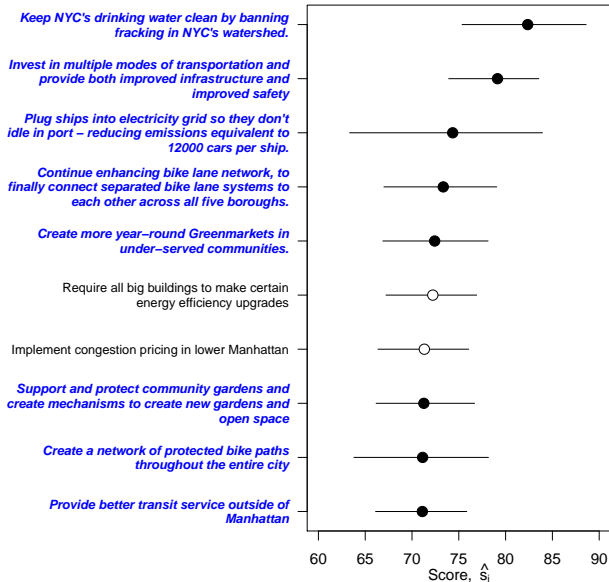 Keep NYC's drinking water clean by banning
fracking in NYC's watershed.
Invest in multiple modes of transportation and
provide both improved infrastructure and
improved safety
Plug ships into electricity grid so they don't
idle in port – reducing emissions equivalent to
12000 cars per ship.
Continue enhancing bike lane network, to
finally connect separated bike lane systems to
each other across all five boroughs.
Create more year–round Greenmarkets in
under–served communities.
Require all big buildings to make certain
energy efficiency upgrades
Implement congestion pricing in lower Manhattan
Support and protect community gardens and
create mechanisms to create new gardens and
open space
Create a network of protected bike paths
throughout the entire city
Provide better transit service outside of
Manhattan
60 65 70 75 80 85 90
Score, ŝi